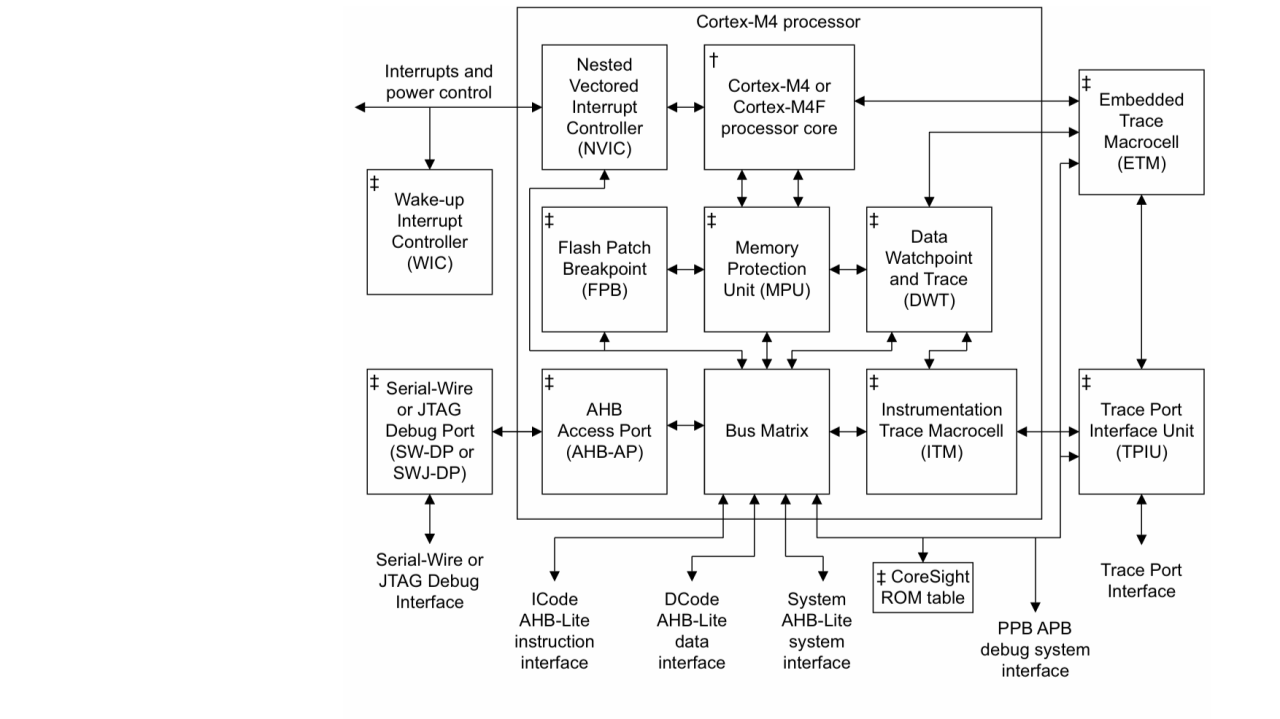 Cortex-M4 processor
Interrupts and
power control
Nested
Vectored
Interrupt
Controller
(NVIC)
†
Cortex-M4 or
Cortex-M4F
processor core
‡
Embedded
Trace
Macrocell
(ETM)
‡
Wake-up
Interrupt
Controller
(WIC)
‡
Flash Patch
Breakpoint
(FPB)
‡
Memory
Protection
Unit (MPU)
‡
Data
Watchpoint
and Trace
(DWT)
‡
Serial-Wire
or JTAG
Debug Port
(SW-DP or
SWJ-DP)
‡
AHB
Access Port
(AHB-AP)
Bus Matrix
‡
Instrumentation
Trace Macrocell
(ITM)
‡
Trace Port
Interface Unit
(TPIU)
Serial-Wire or
JTAG Debug
Interface
ICode
AHB-Lite
instruction
interface
DCode
AHB-Lite
data
interface
System
AHB-Lite
system
interface
‡ CoreSight
ROM table
PPB APB
debug system
interface
Trace Port
Interface